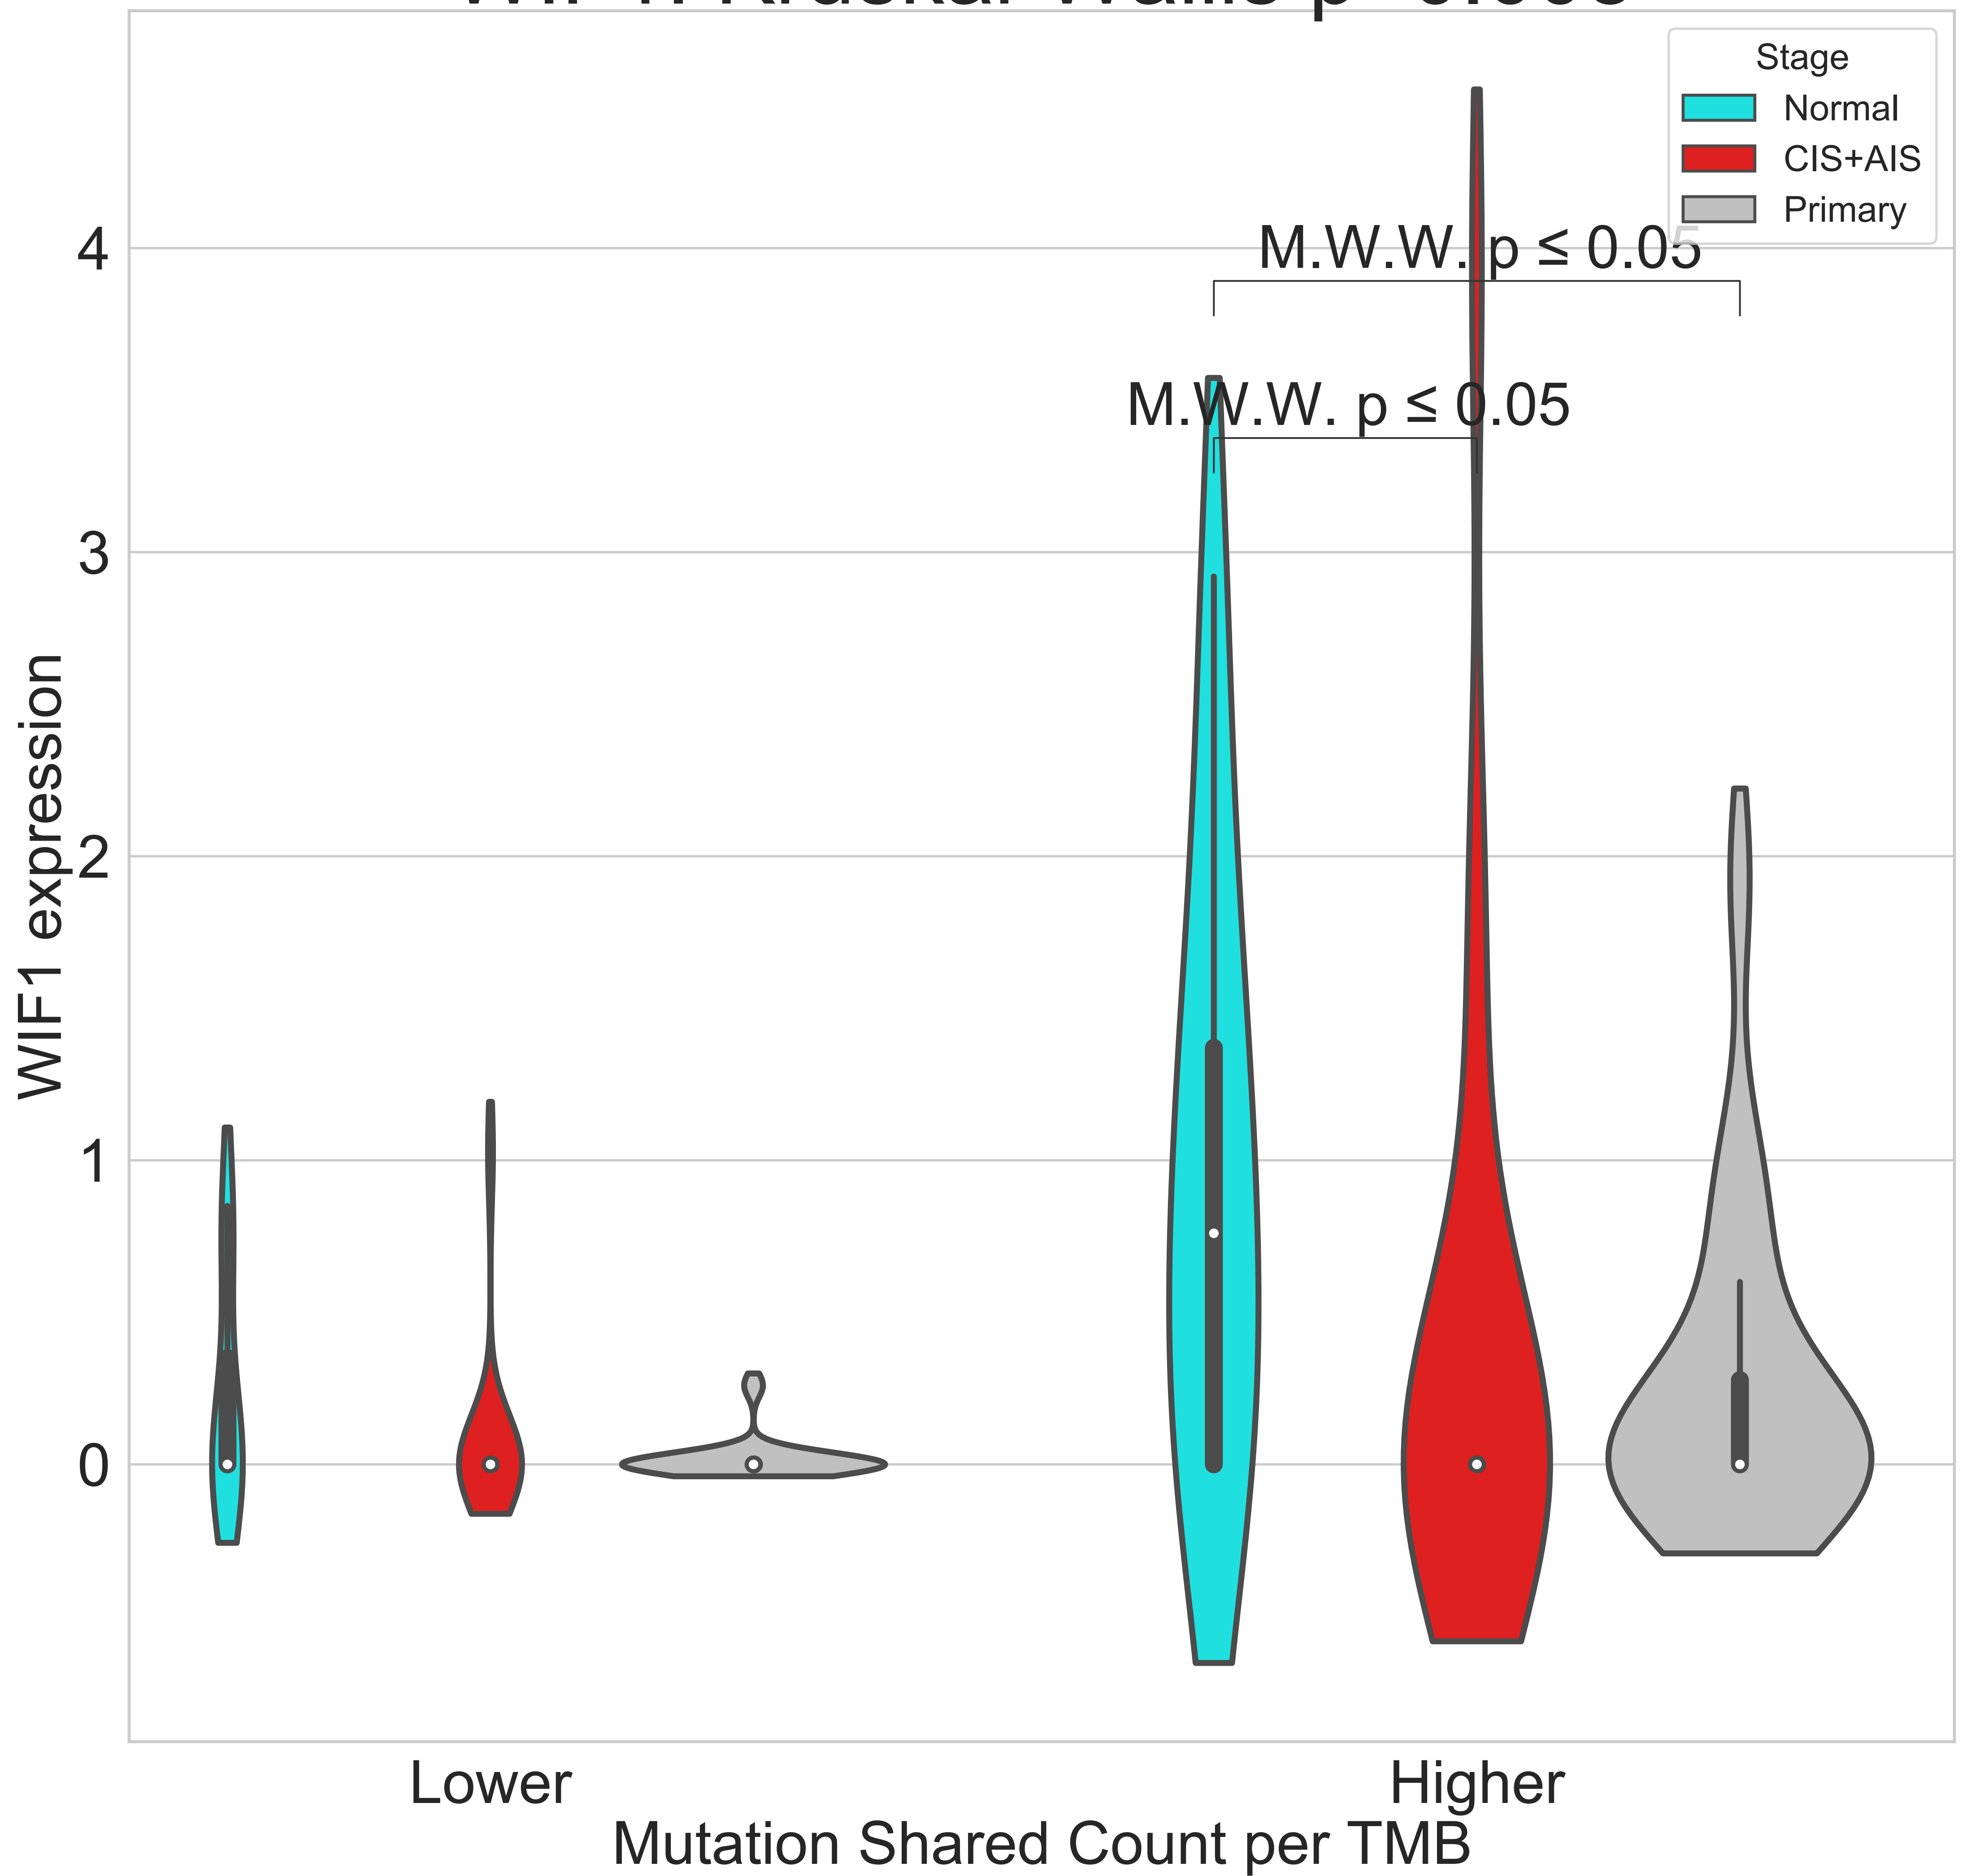 Stage
Normal
CIS+AIS
Primary
M.W.W. p ≤ 0.05
M.W.W. p ≤ 0.05
4
3
2
1
0
WIF1 expression
Lower
Higher
Mutation Shared Count per TMB